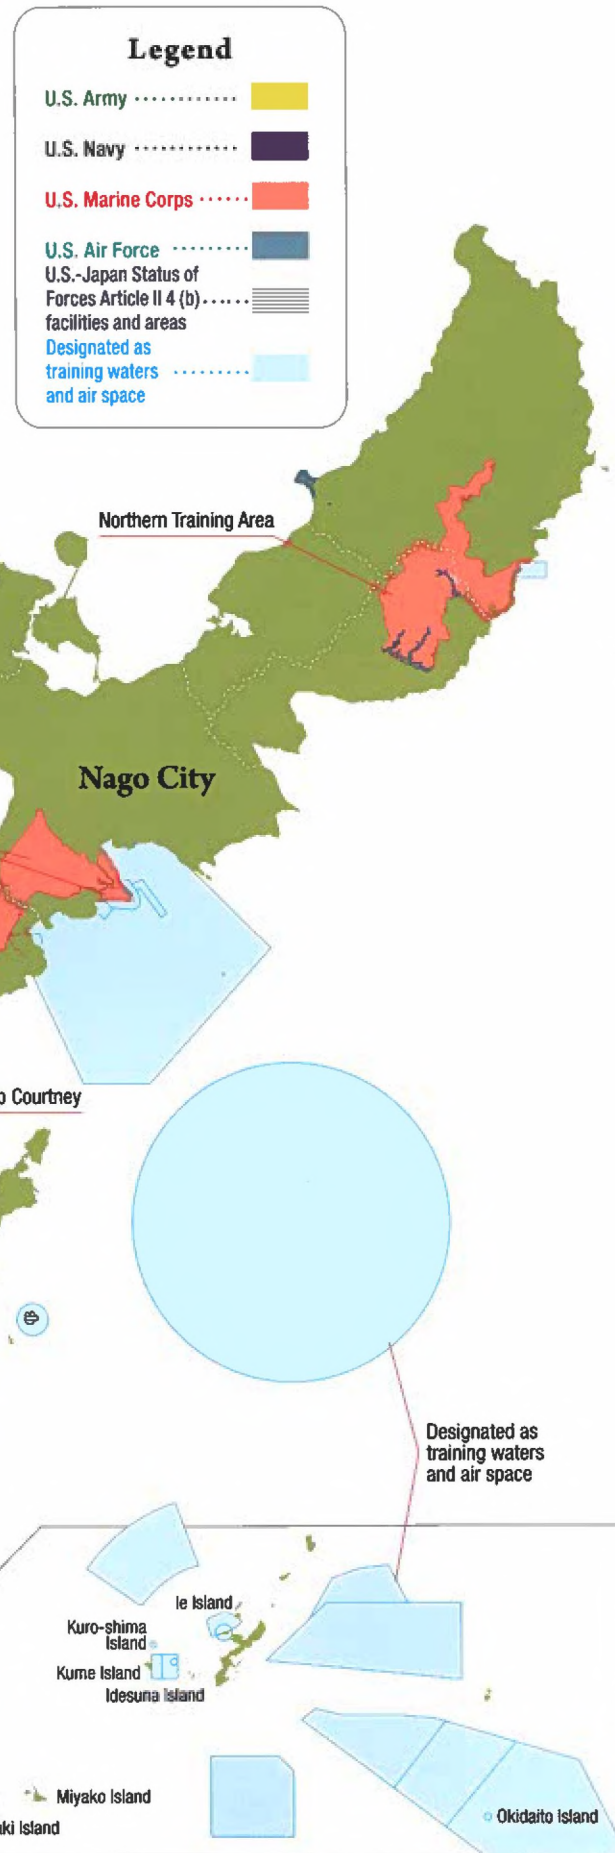 Legend
U.S. Army
U.S. Navy
U.S. Marine Corps
U.S. Air Force
U.S.-Japan Status of
Forces Article II 4 (b)
facilities and areas
Designated as
training waters
and air space
Northern Training Area
Nago City
Courtney
Designated as
training waters
and air space
Ie Island
Kuro-shima
Island
Kume Island
Idesuna Island
Miyako Island
Okidaito Island
Island